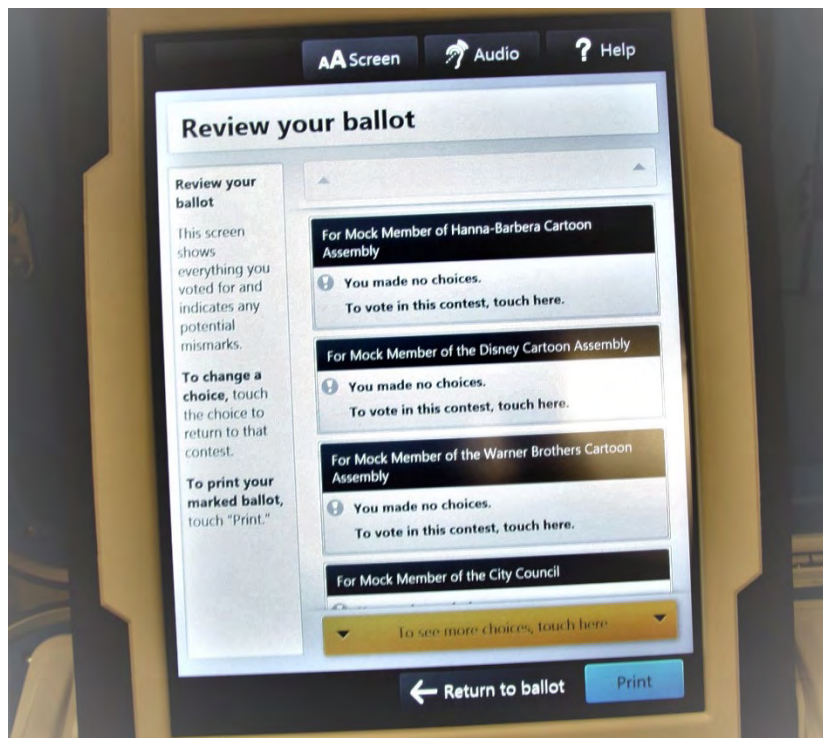 AA Screen
Audio
? Help
Review your ballot
Review your
ballot
This screen
shows
everything you
voted for and
indicates any
potential
mismarks.
To change a
choice, touch
the choice to
return to that
contest.
To print your
marked ballot,
touch "Print."
For Mock Member of Hanna-Barbera Cartoon
Assembly
You made no choices.
To vote in this contest, touch here.
For Mock Member of the Disney Cartoon Assembly
You made no choices.
To vote in this contest, touch here.
For Mock Member of the Warner Brothers Cartoon
Assembly
You made no choices.
To vote in this contest, touch here.
For Mock Member of the City Council
To see more choices, touch here
Return to ballot
Print